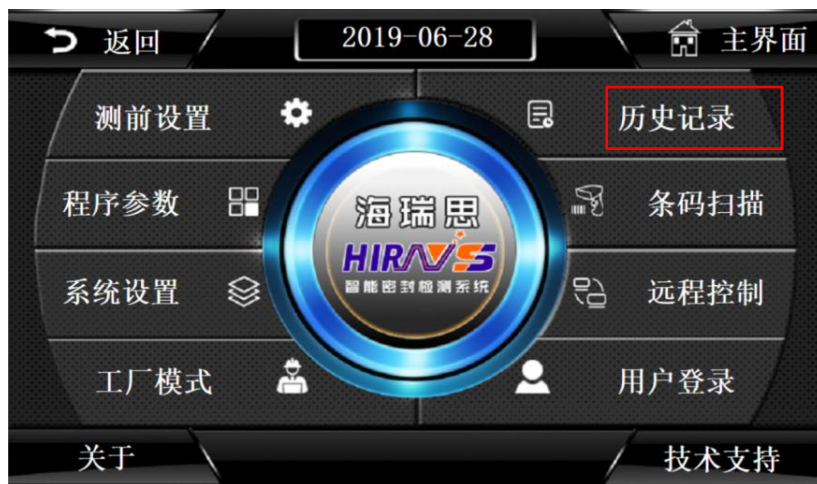 返回
2019-06-28
主界面
测前设置
历史记录
程序参数
条码扫描
海瑞思
HIRAYS
智能密封检测系统
系统设置
远程控制
工厂模式
用户登录
关于
技术支持